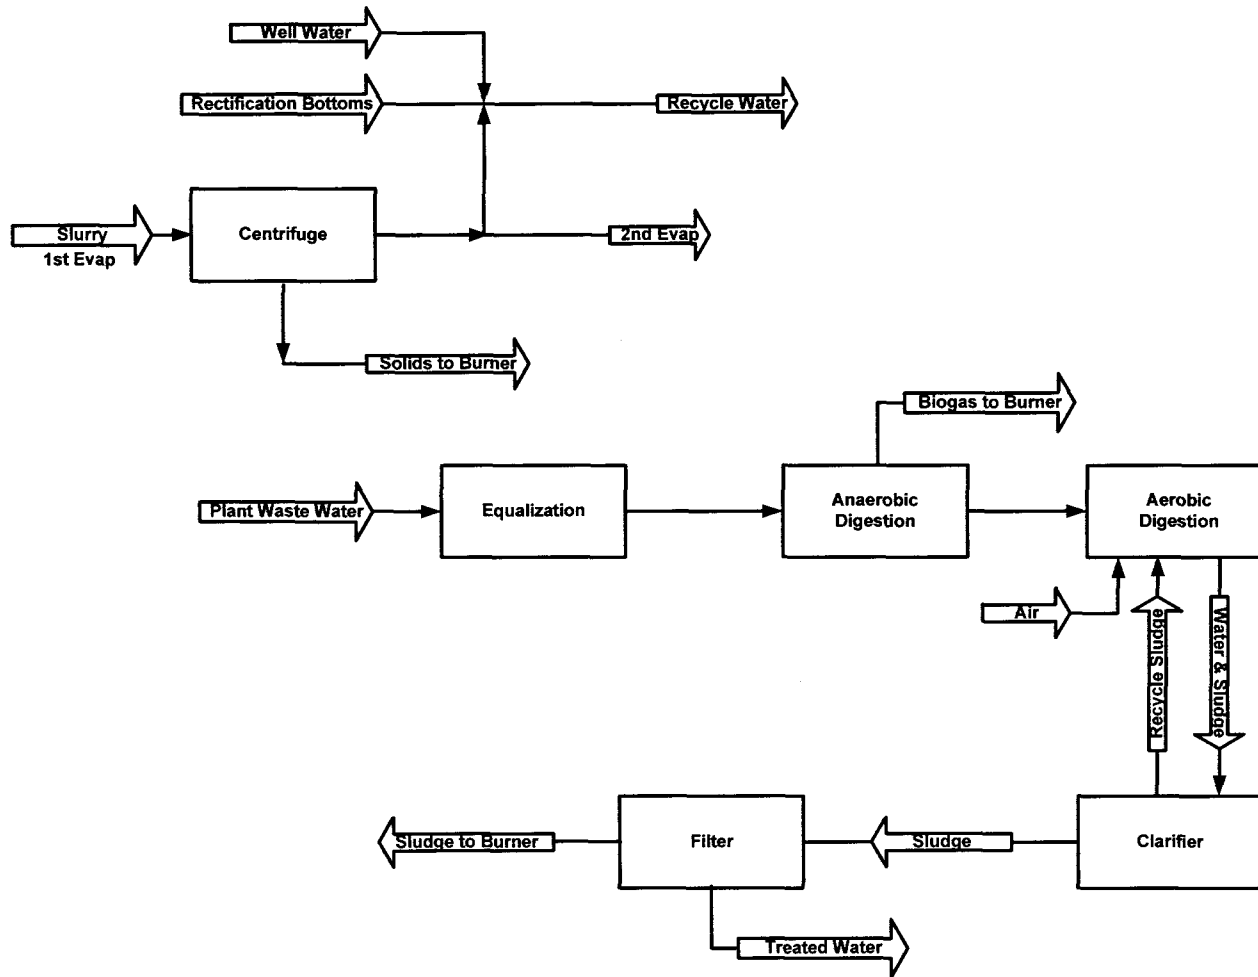 Well Water
Rectification Bottoms
Recycle Water
Slurry
1st Evap
Centrifuge
2nd Evap
Solids to Burner
Biogas to Burner
Plant Waste Water
Equalization
Anaerobic
Digestion
Aerobic
Digestion
Air
Recycle Sludge
Water & Sludge
Sludge to Burner
Filter
Sludge
Clarifier
Treated Water